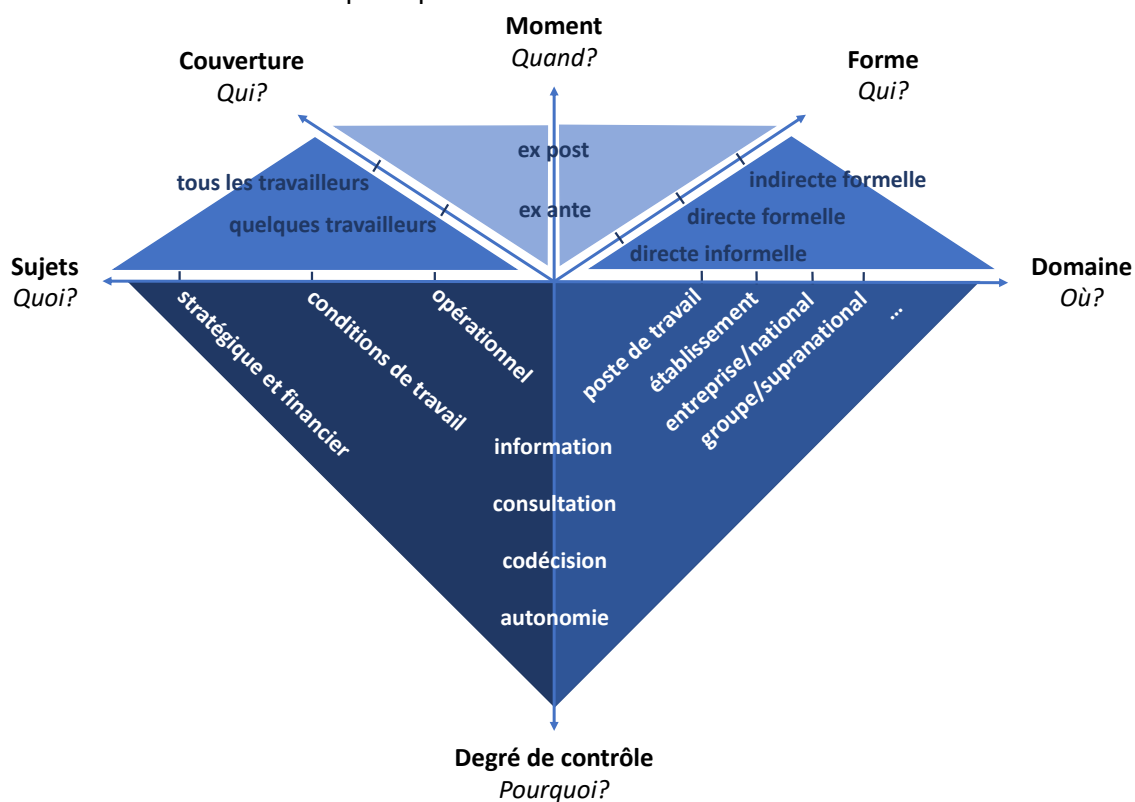 Moment
Quand?
Couverture
Qui?
Forme
Qui?
ex post
ex ante
tous les travailleurs
quelques travailleurs
indirecte formelle
directe formelle
directe informelle
Sujets
Quoi?
Domaine
Où?
stratégique et financier
conditions de travail
opérationnel
poste de travail
établissement
entreprise/national
groupe/supranational
...
information
consultation
codécision
autonomie
Degré de contrôle
Pourquoi?